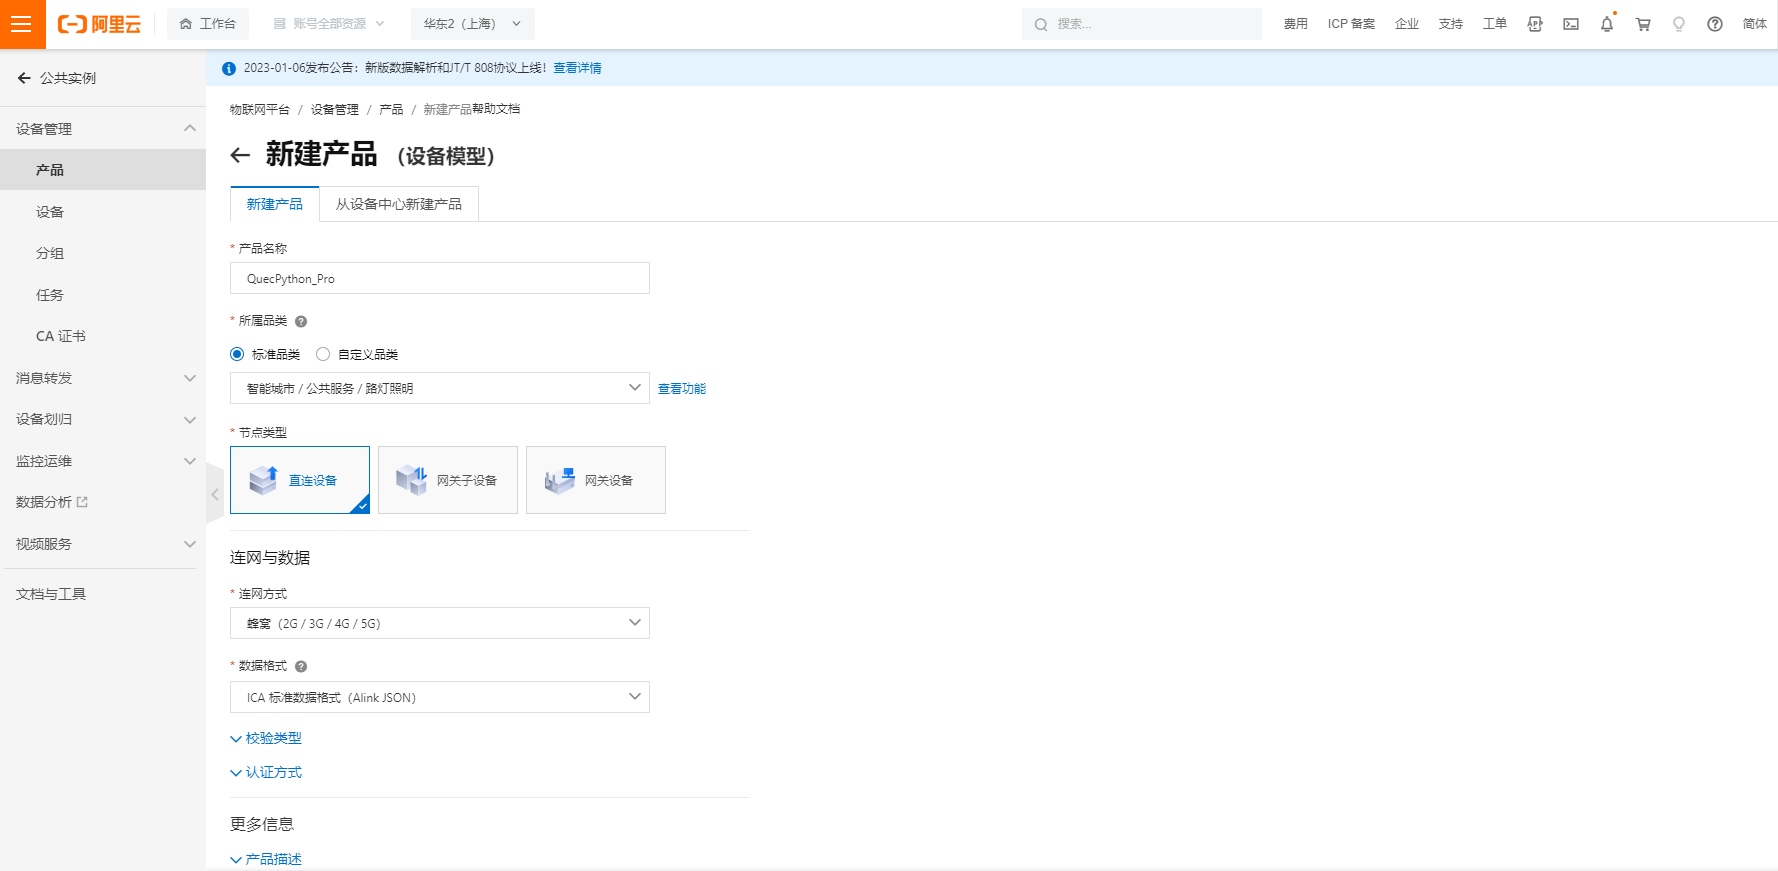 阿里云 工作台 账号全部资源 华东2（上海） 搜索... 费用 ICP 备案 企业 支持 工单 简体
公共实例
设备管理
产品
设备
分组
任务
CA 证书
消息转发
设备划归
监控运维
数据分析
视频服务
文档与工具
2023-01-06发布公告：新版数据解析和JT/T 808协议上线！查看详情
物联网平台 / 设备管理 / 产品 / 新建产品帮助文档
新建产品 （设备模型）
新建产品 从设备中心新建产品
* 产品名称
QuecPython_Pro
* 所属品类
标准品类 自定义品类
智能城市 / 公共服务 / 路灯照明 查看功能
* 节点类型
直连设备 网关子设备 网关设备
连网与数据
* 连网方式
蜂窝（2G / 3G / 4G / 5G）
* 数据格式
ICA 标准数据格式（Alink JSON）
校验类型
认证方式
更多信息
产品描述